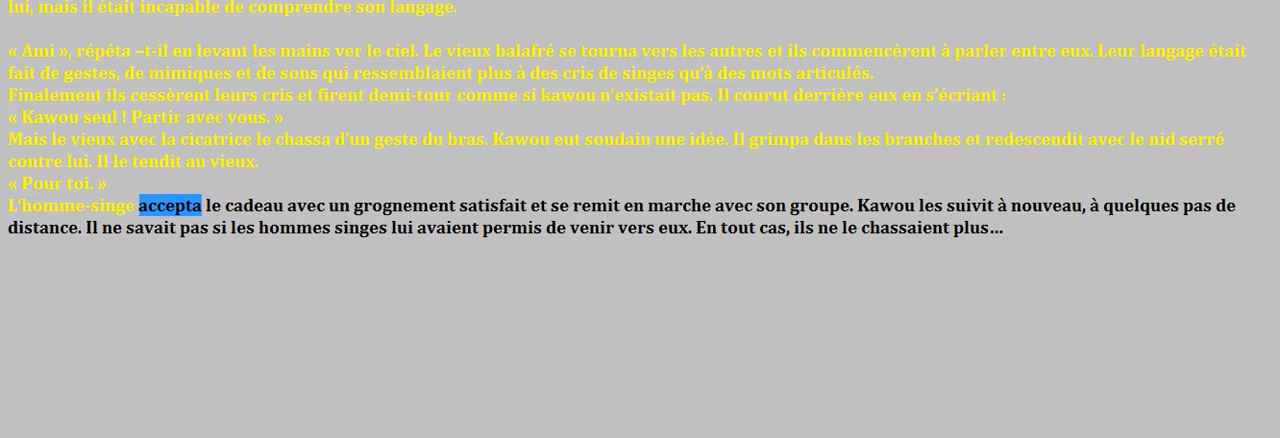 lui, mais il était incapable de comprendre son langage.
« Ami », répéta –t-il en levant les mains ver le ciel. Le vieux balafré se tourna vers les autres et ils commencèrent à parler entre eux. Leur langage était
fait de gestes, de mimiques et de sons qui ressemblaient plus à des cris de singes qu’à des mots articulés.
Finalement ils cessèrent leurs cris et firent demi-tour comme si kawou n’existait pas. Il courut derrière eux en s’écriant :
« Kawou seul ! Partir avec vous. »
Mais le vieux avec la cicatrice le chassa d’un geste du bras. Kawou eut soudain une idée. Il grimpa dans les branches et redescendit avec le nid serré
contre lui. Il le tendit au vieux.
« Pour toi. »
L’homme-singe accepta le cadeau avec un grognement satisfait et se remit en marche avec son groupe. Kawou les suivit à nouveau, à quelques pas de
distance. Il ne savait pas si les hommes singes lui avaient permis de venir vers eux. En tout cas, ils ne le chassaient plus…